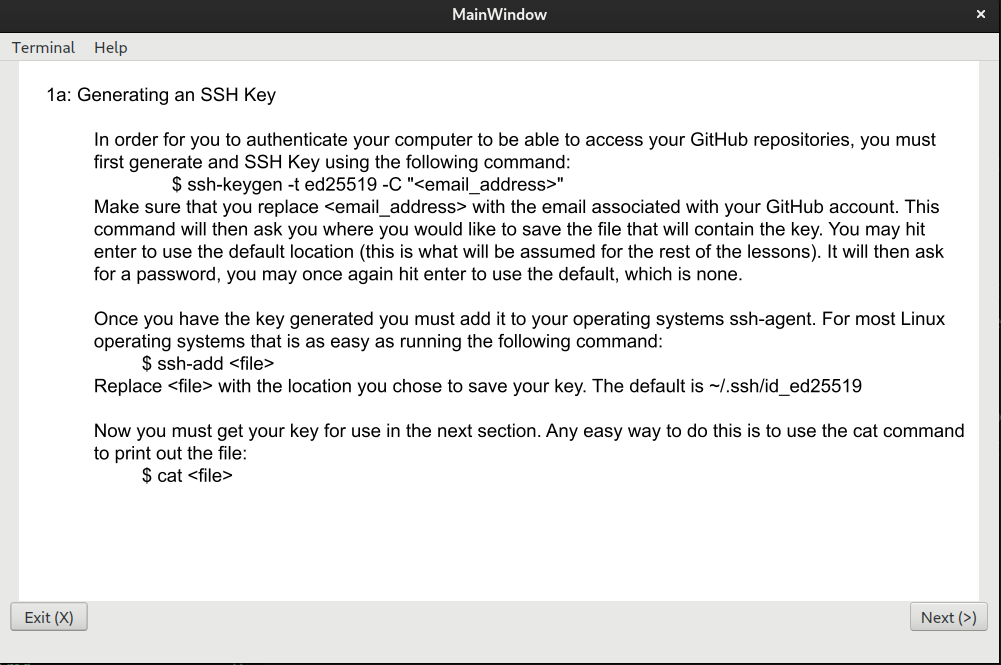 MainWindow
×
Terminal Help
1a: Generating an SSH Key
In order for you to authenticate your computer to be able to access your GitHub repositories, you must
first generate and SSH Key using the following command:
$ ssh-keygen -t ed25519 -C "<email_address>"
Make sure that you replace <email_address> with the email associated with your GitHub account. This
command will then ask you where you would like to save the file that will contain the key. You may hit
enter to use the default location (this is what will be assumed for the rest of the lessons). It will then ask
for a password, you may once again hit enter to use the default, which is none.
Once you have the key generated you must add it to your operating systems ssh-agent. For most Linux
operating systems that is as easy as running the following command:
$ ssh-add <file>
Replace <file> with the location you chose to save your key. The default is ~/.ssh/id_ed25519
Now you must get your key for use in the next section. Any easy way to do this is to use the cat command
to print out the file:
$ cat <file>
Exit (X)
Next (>)